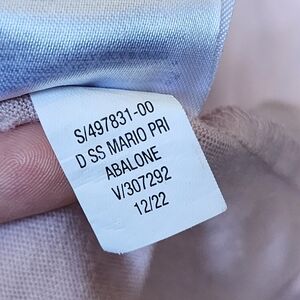 S/497831-00
D SS MARIO PRI
ABALONE
V/307292
12/22